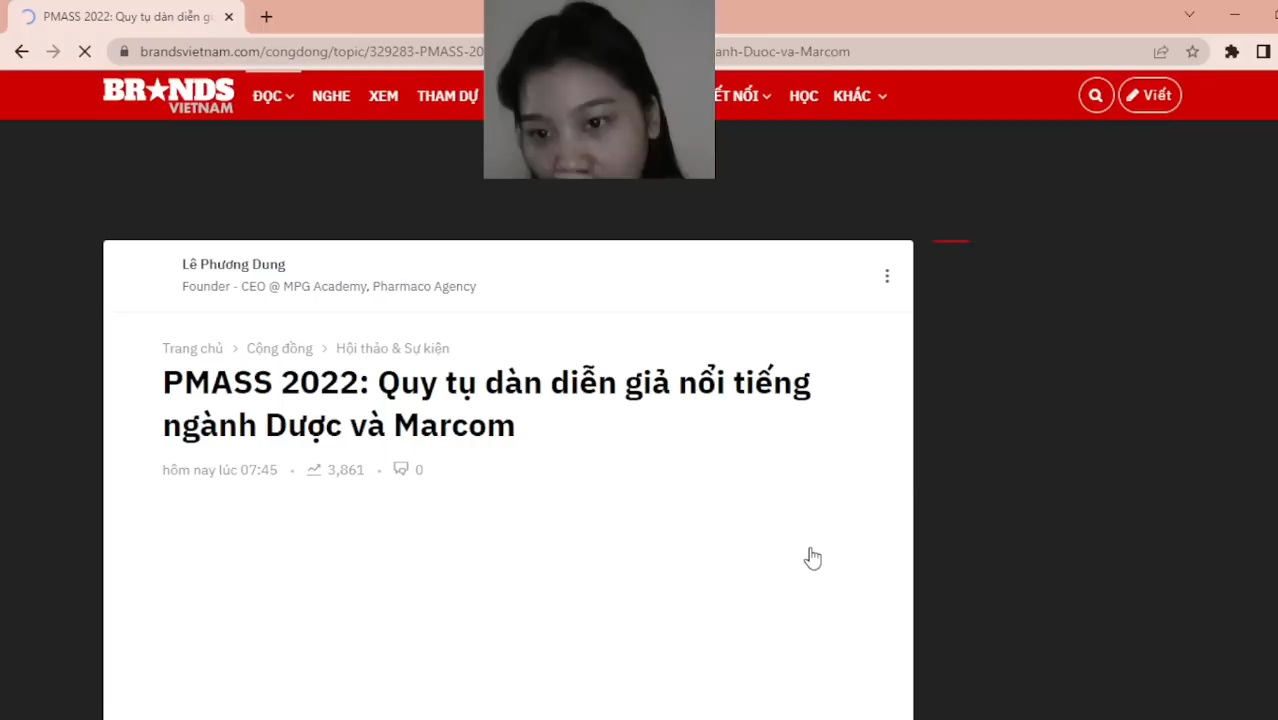 PMASS 2022: Quy tụ dàn diễn gi
brandsvietnam.com/congdong/topic/329283-PMASS-20
anh-Duoc-va-Marcom
BRANDS
VIETNAM
ĐỌC
NGHE
XEM
THAM DỰ
ẾT NỐI
HỌC
KHÁC
Viết
Lê Phương Dung
Founder - CEO @ MPG Academy, Pharmaco Agency
Trang chủ > Cộng đồng > Hội thảo & Sự kiện
PMASS 2022: Quy tụ dàn diễn giả nổi tiếng
ngành Dược và Marcom
hôm nay lúc 07:45 • 3,861 • 0